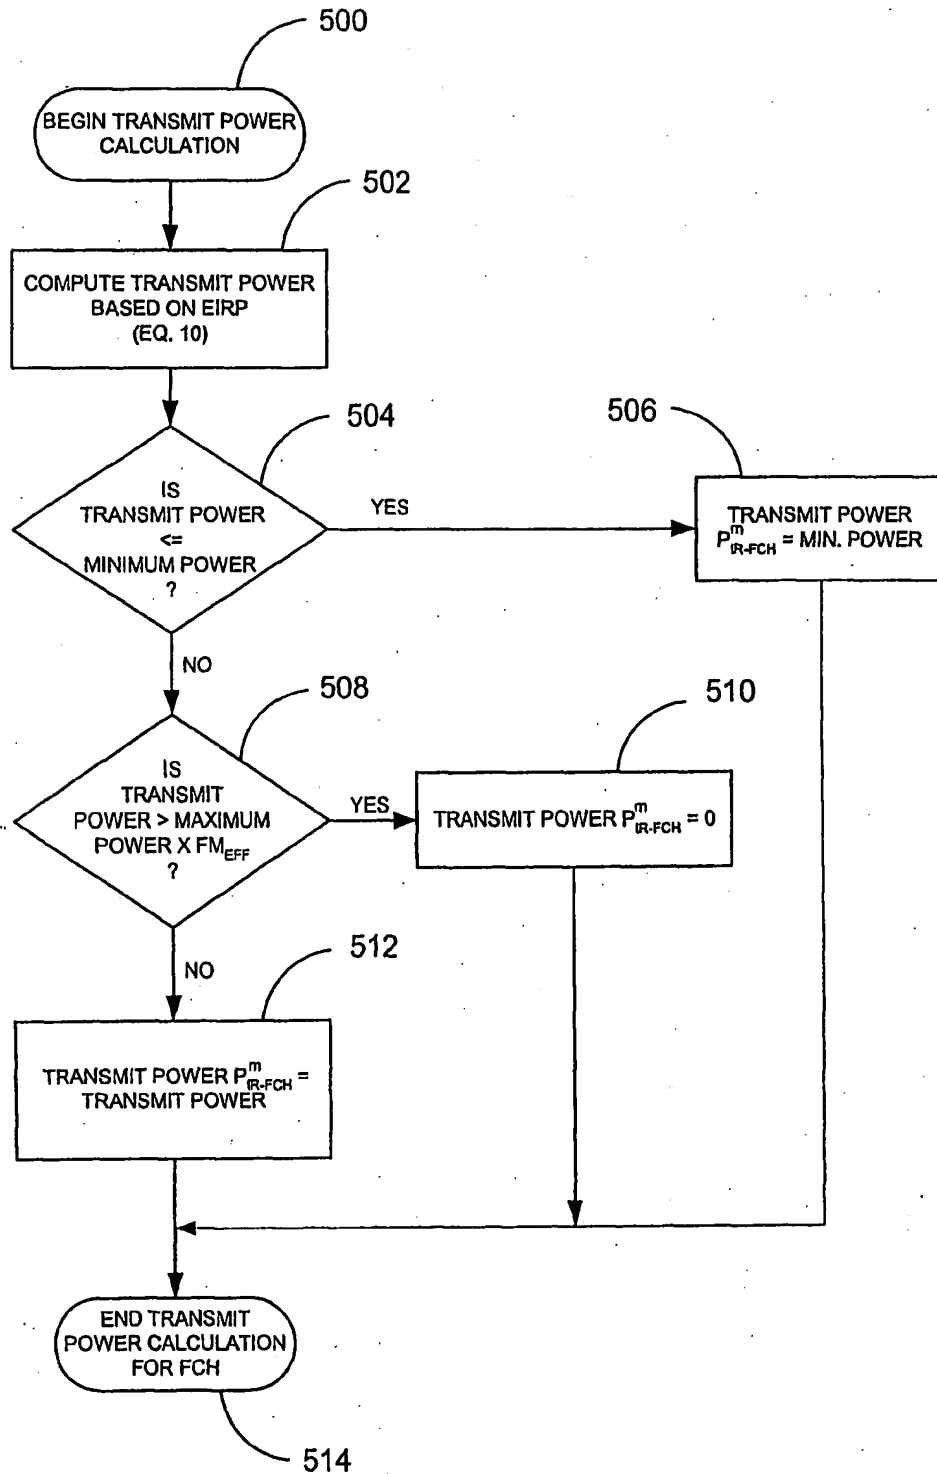 500
BEGIN TRANSMIT POWER
CALCULATION
502
COMPUTE TRANSMIT POWER
BASED ON EIRP
(EQ. 10)
504
IS
TRANSMIT POWER
<=
MINIMUM POWER
?
YES
506
TRANSMIT POWER
P^m_tR-FCH = MIN. POWER
NO
508
IS
TRANSMIT
POWER > MAXIMUM
POWER X FM_EFF
?
YES
510
TRANSMIT POWER P^m_tR-FCH = 0
NO
512
TRANSMIT POWER P^m_tR-FCH =
TRANSMIT POWER
END TRANSMIT
POWER CALCULATION
FOR FCH
514